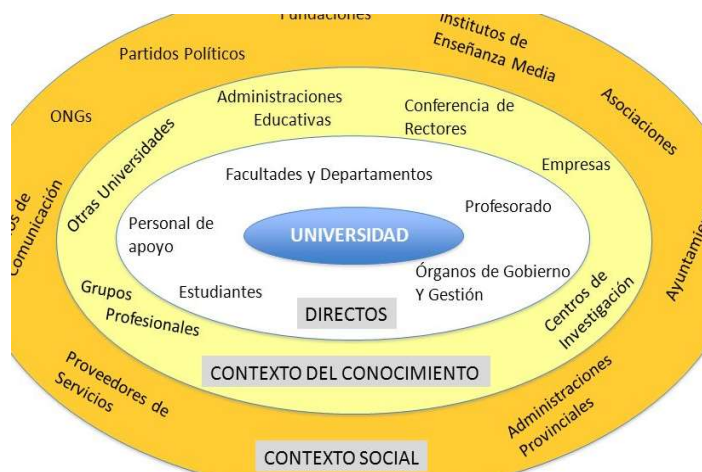 Fundaciones
Institutos de
Enseñanza Media
Partidos Políticos
Asociaciones
ONGs
Administraciones
Educativas
Conferencia de
Rectores
Otras Universidades
Empresas
Comunicación
Facultades y Departamentos
Profesorado
Personal de
apoyo
UNIVERSIDAD
Órganos de Gobierno
Y Gestión
Estudiantes
DIRECTOS
Grupos
Profesionales
Centros de
Investigación
CONTEXTO DEL CONOCIMIENTO
Proveedores de
Servicios
Administraciones
Provinciales
CONTEXTO SOCIAL